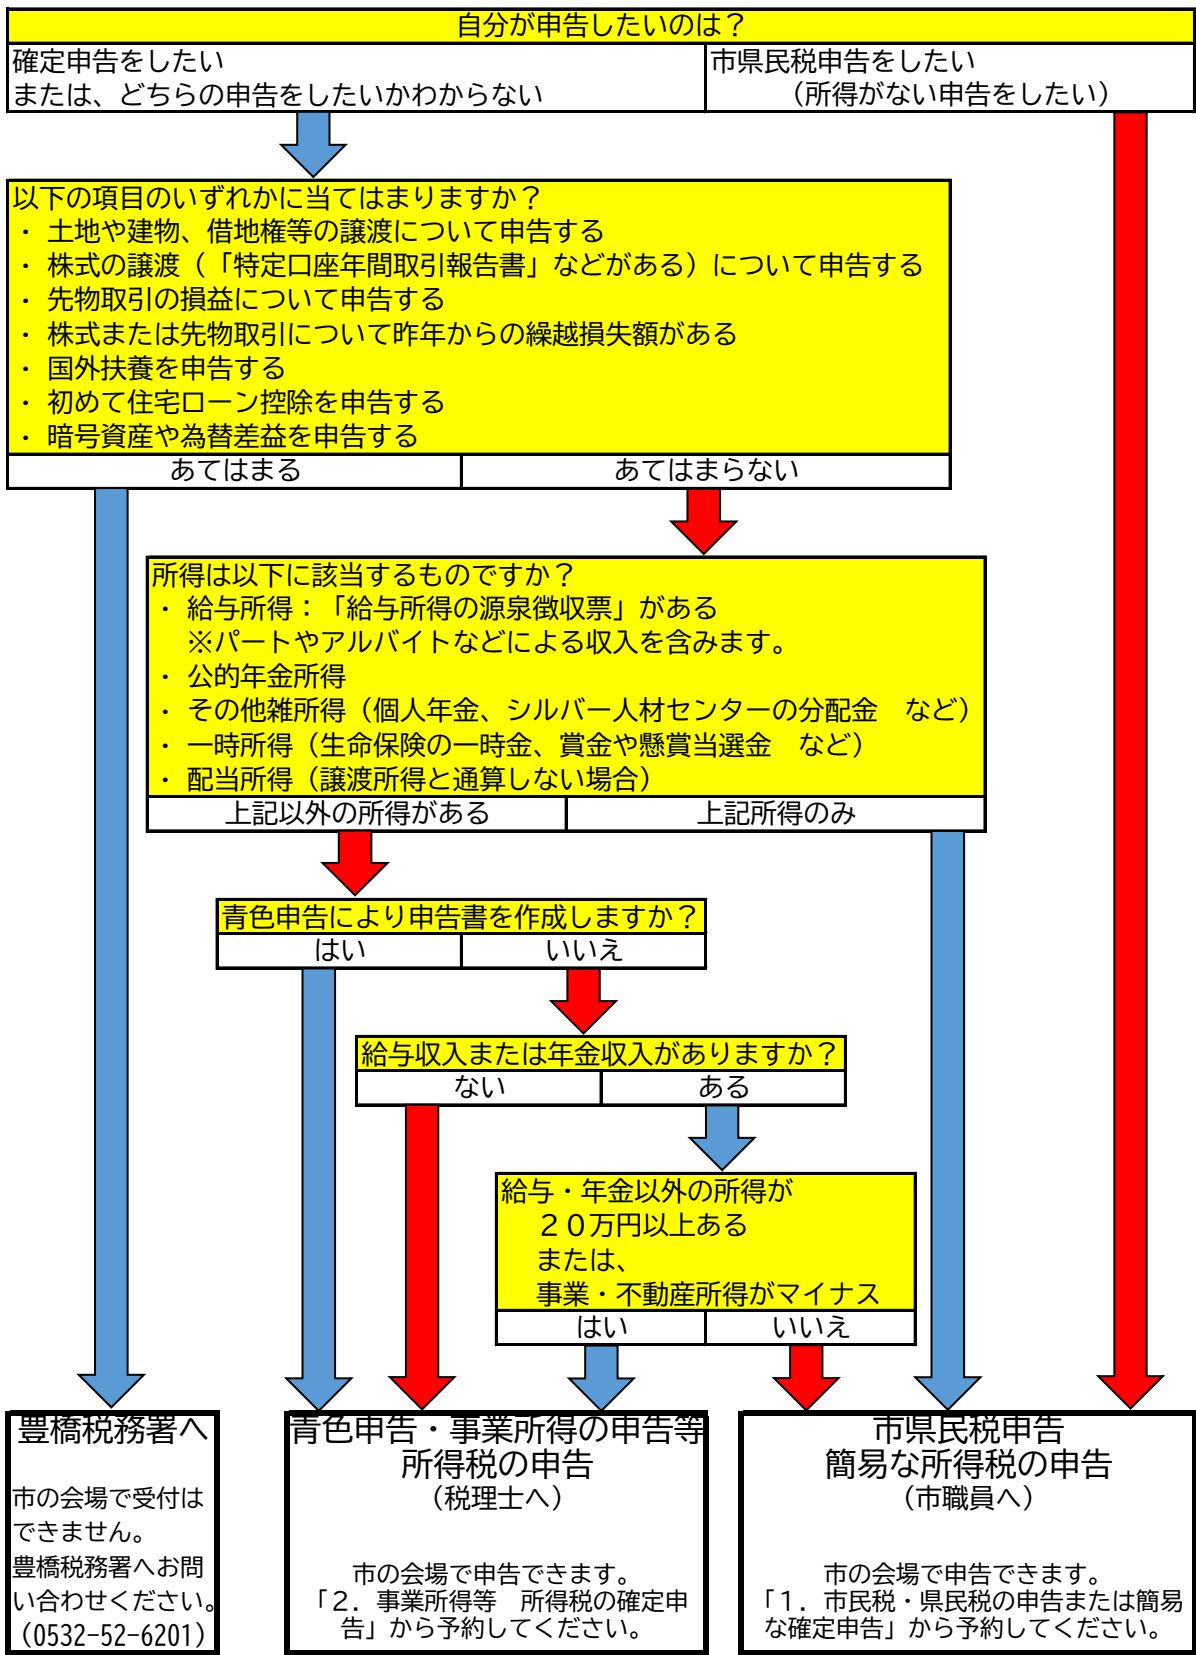 自分が申告したいのは？
確定申告をしたい
または、どちらの申告をしたいかわからない
市県民税申告をしたい
（所得がない申告をしたい）
以下の項目のいずれかに当てはまりますか？
・ 土地や建物、借地権等の譲渡について申告する
・ 株式の譲渡（「特定口座年間取引報告書」などがある）について申告する
・ 先物取引の損益について申告する
・ 株式または先物取引について昨年からの繰越損失額がある
・ 国外扶養を申告する
・ 初めて住宅ローン控除を申告する
・ 暗号資産や為替差益を申告する
あてはまる
あてはまらない
所得は以下に該当するものですか？
・ 給与所得：「給与所得の源泉徴収票」がある
※パートやアルバイトなどによる収入を含みます。
・ 公的年金所得
・ その他雑所得（個人年金、シルバー人材センターの分配金　など）
・ 一時所得（生命保険の一時金、賞金や懸賞当選金　など）
・ 配当所得（譲渡所得と通算しない場合）
上記以外の所得がある
上記所得のみ
青色申告により申告書を作成しますか？
はい
いいえ
給与収入または年金収入がありますか？
ない
ある
給与・年金以外の所得が
２０万円以上ある
または、
事業・不動産所得がマイナス
はい
いいえ
豊橋税務署へ
市の会場で受付は
できません。
豊橋税務署へお問
い合わせください。
（0532-52-6201）
青色申告・事業所得の申告等
所得税の申告
（税理士へ）
市の会場で申告できます。
「２．事業所得等　所得税の確定申
告」から予約してください。
市県民税申告
簡易な所得税の申告
（市職員へ）
市の会場で申告できます。
「１．市民税・県民税の申告または簡易
な確定申告」から予約してください。